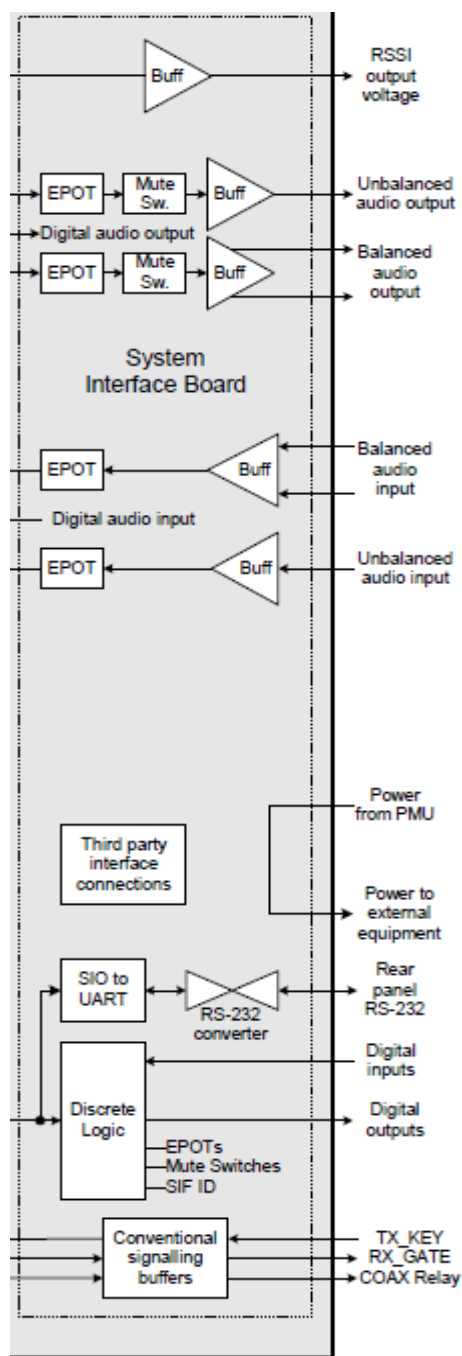 Buff
RSSI
output
voltage
EPOT
Mute
Sw.
Buff
Unbalanced
audio output
Digital audio output
EPOT
Mute
Sw.
Buff
Balanced
audio
output
System
Interface Board
EPOT
Buff
Balanced
audio
input
Digital audio input
EPOT
Buff
Unbalanced
audio input
Power
from PMU
Third party
interface
connections
Power to
external
equipment
SIO to
UART
RS-232
converter
Rear
panel
RS-232
Digital
inputs
Discrete
Logic
Digital
outputs
EPOTs
Mute Switches
SIF ID
Conventional
signalling
buffers
TX_KEY
RX_GATE
COAX Relay